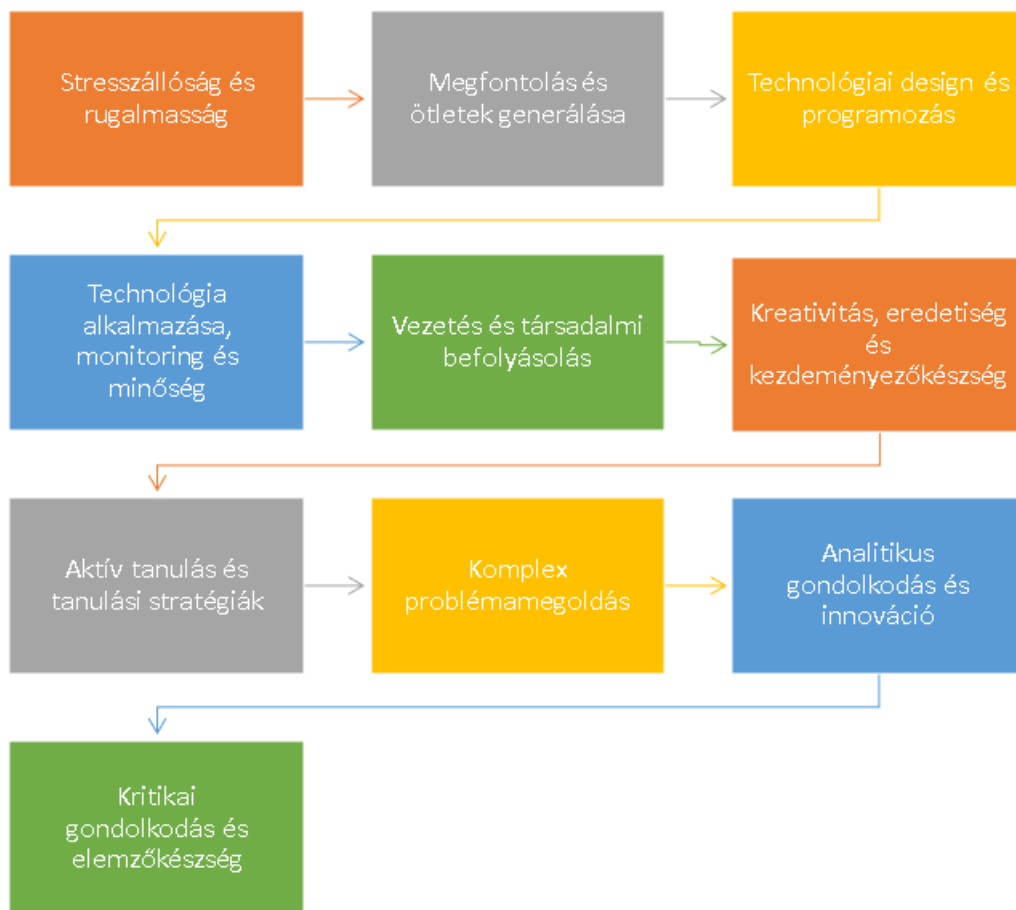 Stresszállóság és
rugalmasság
Megfontolás és
ötletek generálása
Technológiai design és
programozás
Technológia
alkalmazása,
monitoring és
minőség
Vezetés és társadalmi
befolyásolás
Kreativitás, eredetiség
és
kezdeményezőkészség
Aktív tanulás és
tanulási stratégiák
Komplex
problémamegoldás
Analitikus
gondolkodás és
innováció
Kritikai
gondolkodás és
elemzőkészség